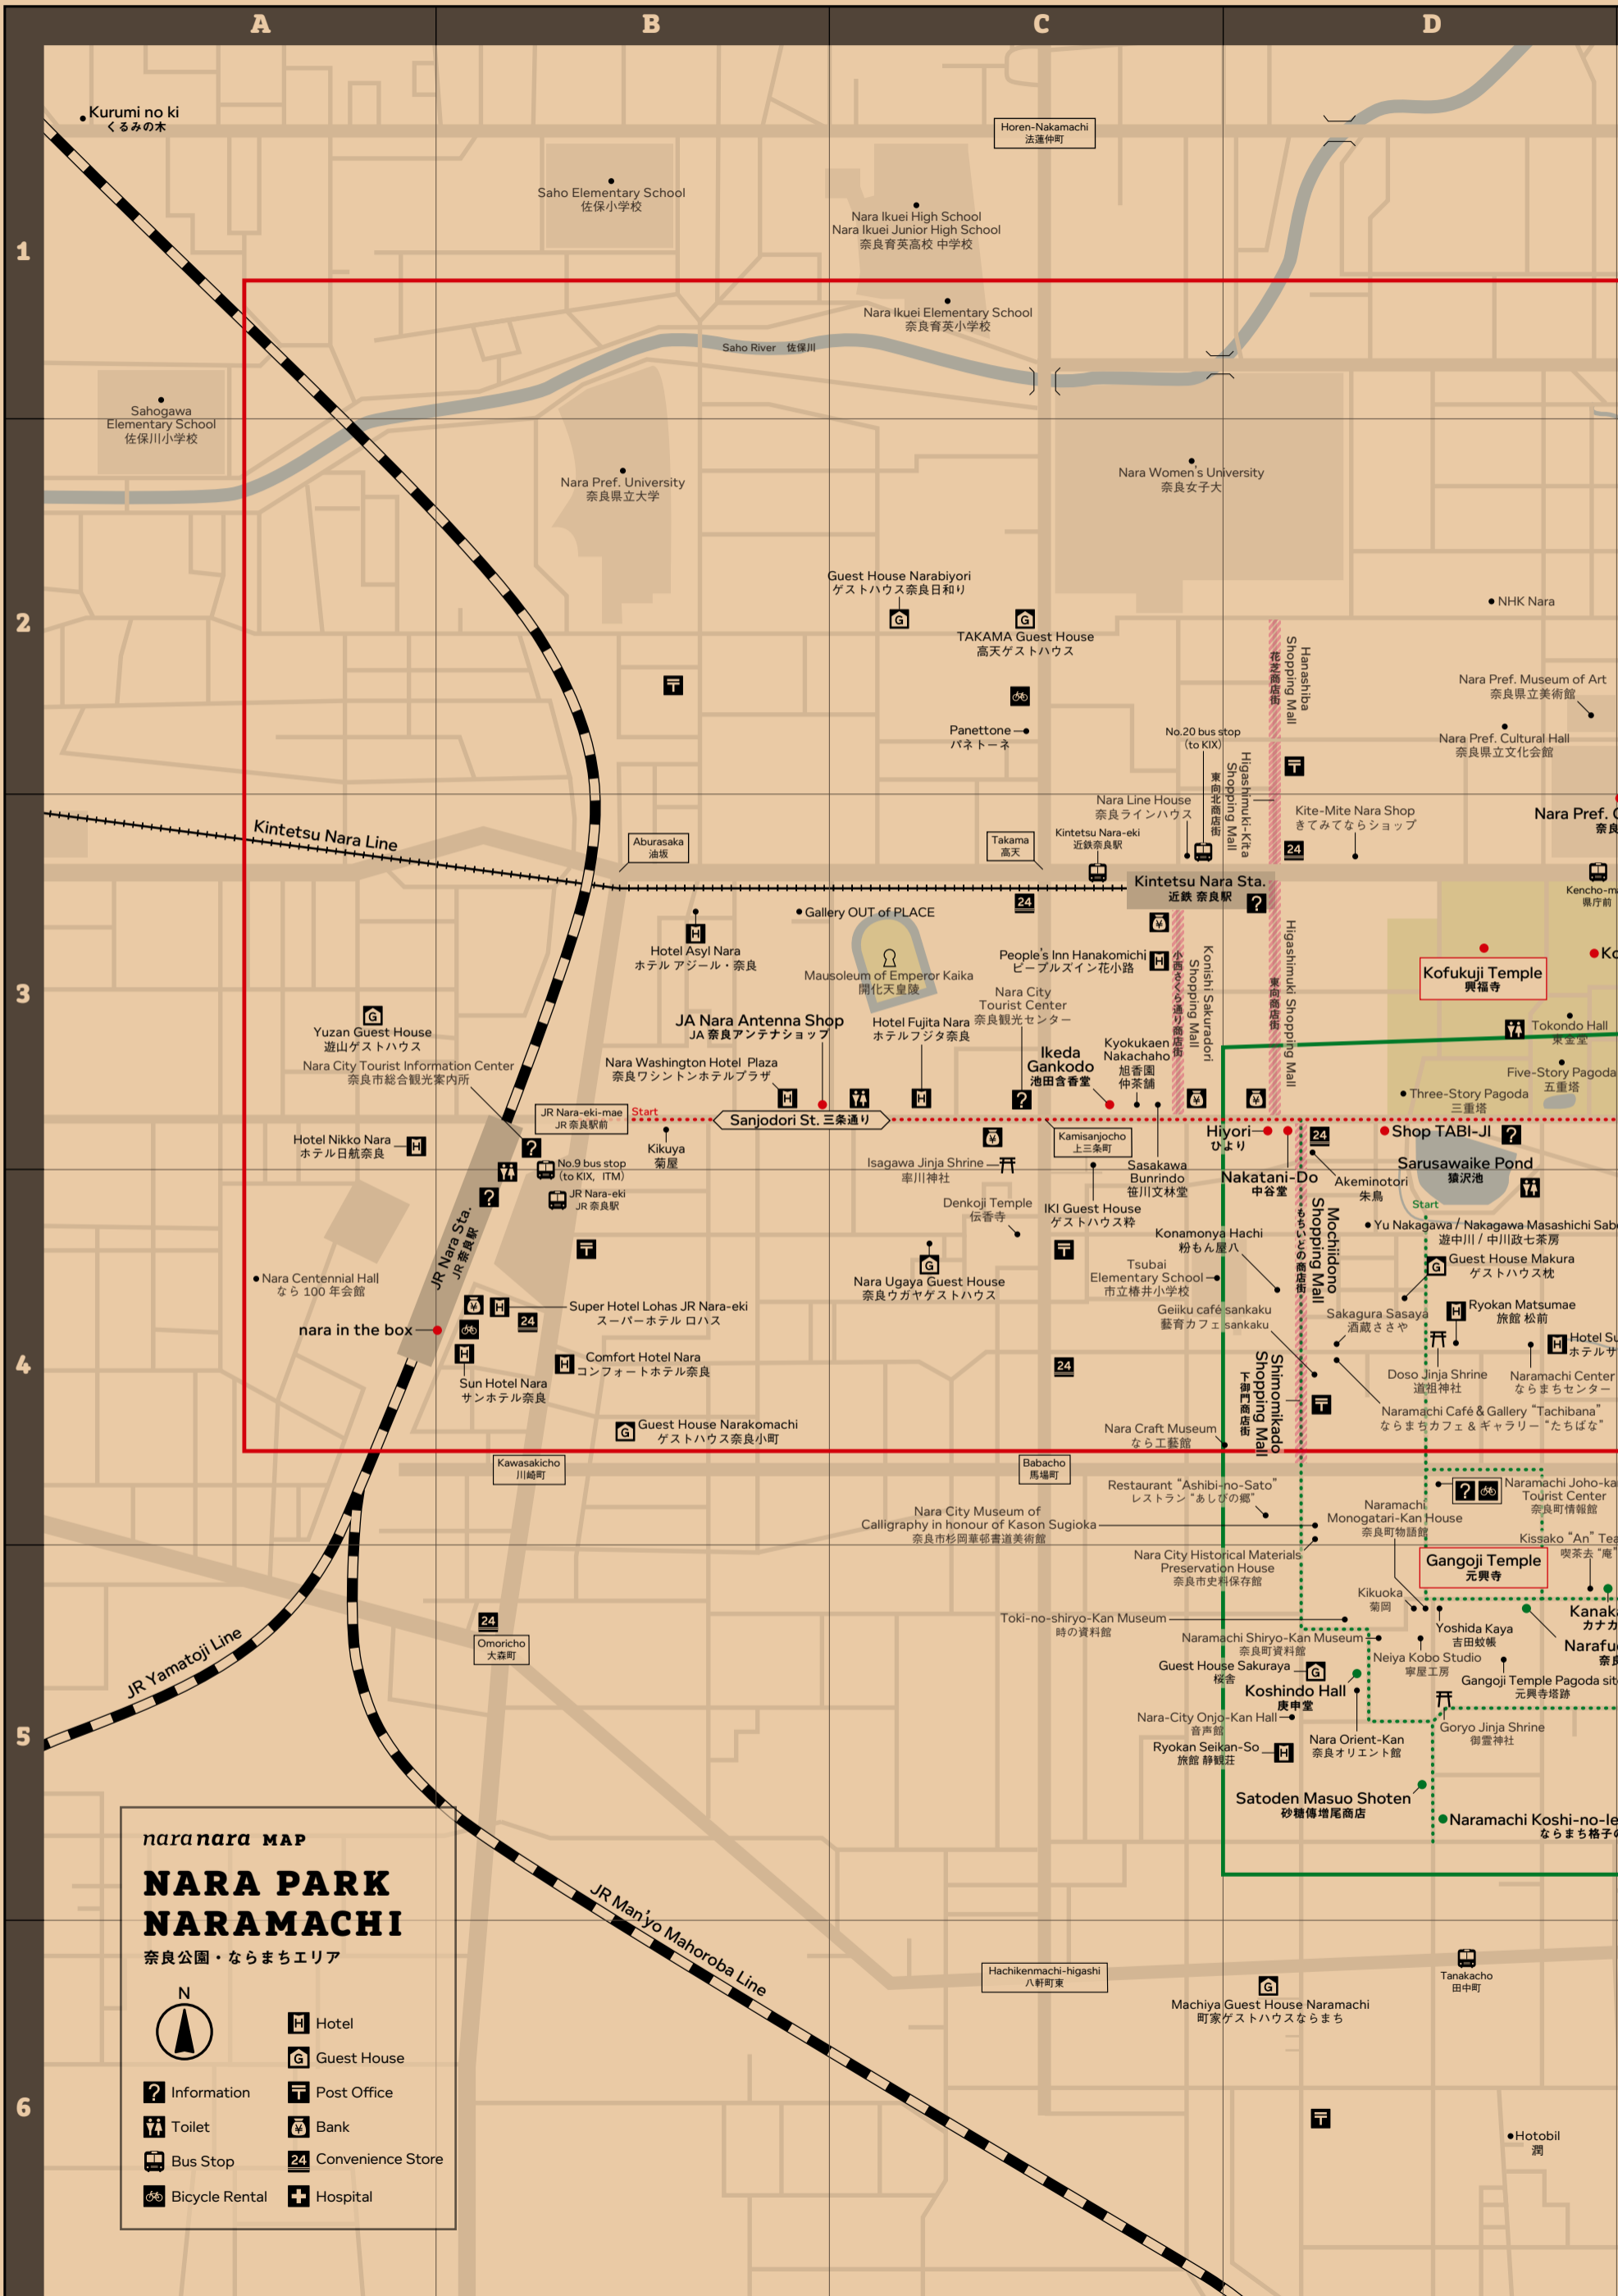 A
B
C
D
1
2
3
4
5
6
Kurumi no ki
くるみの木
Horen-Nakamachi
法蓮仲町
Saho Elementary School
佐保小学校
Nara Ikuei High School
Nara Ikuei Junior High School
奈良育英高校 中学校
Nara Ikuei Elementary School
奈良育英小学校
Saho River 佐保川
Sahogawa
Elementary School
佐保川小学校
Nara Pref. University
奈良県立大学
Nara Women's University
奈良女子大
Guest House Narabiyori
ゲストハウス奈良日和り
TAKAMA Guest House
高天ゲストハウス
NHK Nara
Hanashiba
Shopping Mall
花芝商店街
Nara Pref. Museum of Art
奈良県立美術館
Panettone
パネトーネ
No.20 bus stop
(to KIX)
Nara Pref. Cultural Hall
奈良県立文化会館
Higashimuki-Kita
Shopping Mall
東向北商店街
Nara Line House
奈良ラインハウス
Kite-Mite Nara Shop
きてみてならショップ
Nara Pref.
Kintetsu Nara Line
Aburasaka
油坂
Takama
高天
Kintetsu Nara-eki
近鉄奈良駅
24
Kintetsu Nara Sta.
近鉄 奈良駅
県庁前
24
Gallery OUT of PLACE
Hotel Asyl Nara
ホテル アジール・奈良
Mausoleum of Emperor Kaika
開化天皇陵
People's Inn Hanakomichi
ピープルズイン花小路
Konishi Sakuradori
Shopping Mall
小西さくら通り商店街
Higashimuki Shopping Mall
東向商店街
Kofukuji Temple
興福寺
Nara City
Tourist Center
奈良観光センター
Yuzan Guest House
遊山ゲストハウス
JA Nara Antenna Shop
JA 奈良アンテナショップ
Hotel Fujita Nara
ホテルフジタ奈良
Tokondo Hall
東金堂
Ikeda
Gankodo
池田含香堂
Kyokukaen
Nakachaho
旭香園
仲茶舗
Nara City Tourist Information Center
奈良市総合観光案内所
Nara Washington Hotel Plaza
奈良ワシントンホテルプラザ
Five-Story Pagoda
五重塔
Three-Story Pagoda
三重塔
JR Nara-eki-mae
JR 奈良駅前
Start
Sanjodori St. 三条通り
Hotel Nikko Nara
ホテル日航奈良
Kikuya
菊屋
Kamisanjocho
上三条町
Hiyori
ひより
24
Shop TABI-JI
No.9 bus stop
(to KIX, ITM)
JR Nara-eki
JR 奈良駅
Isagawa Jinja Shrine
率川神社
Sasakawa
Bunrindo
笹川文林堂
Nakatani-Do
中谷堂
Akeminotori
朱鳥
Sarusawaike Pond
猿沢池
Denkoji Temple
伝香寺
IKI Guest House
ゲストハウス粋
Start
JR Nara Sta.
JR 奈良駅
Konamonya Hachi
粉もん屋八
Mochiidono
Shopping Mall
もちいどの商店街
Yu Nakagawa / Nakagawa Masashichi
遊中川 / 中川政七茶房
Nara Centennial Hall
なら 100 年会館
Nara Ugaya Guest House
奈良ウガヤゲストハウス
Tsubai
Elementary School
市立椿井小学校
Guest House Makura
ゲストハウス枕
Super Hotel Lohas JR Nara-eki
スーパーホテル ロハス
24
nara in the box
Geiiku café sankaku
藝育カフェ sankaku
Sakagura Sasaya
酒蔵ささや
Ryokan Matsumae
旅館 松前
Comfort Hotel Nara
コンフォートホテル奈良
24
Sun Hotel Nara
サンホテル奈良
Shimomikado
Shopping Mall
下御門商店街
Doso Jinja Shrine
道祖神社
Naramachi Center
ならまちセンター
Guest House Narakomachi
ゲストハウス奈良小町
Nara Craft Museum
なら工藝館
Naramachi Café & Gallery “Tachibana”
ならまちカフェ & ギャラリー “たちばな”
Kawasakicho
川崎町
Babacho
馬場町
Restaurant “Ashibi-no-Sato”
レストラン “あしびの郷”
Tourist Center
奈良町情報館
Nara City Museum of
Calligraphy in honour of Kason Sugioka
奈良市杉岡華邨書道美術館
Naramachi
Monogatari-Kan House
奈良町物語館
Kissako “An”
喫茶去 “庵”
Nara City Historical Materials
Preservation House
奈良市史料保存館
Gangoji Temple
元興寺
Kikuoka
菊岡
Toki-no-shiryo-Kan Museum
時の資料館
Yoshida Kaya
吉田蚊帳
24
Omoricho
大森町
Naramachi Shiryo-Kan Museum
奈良町資料館
Neiya Kobo Studio
寧屋工房
Guest House Sakuraya
桜舎
Gangoji Temple Pagoda
元興寺塔跡
Koshindo Hall
庚申堂
JR Yamatoji Line
Nara-City Onjo-Kan Hall
音声館
Goryo Jinja Shrine
御霊神社
Ryokan Seikan-So
旅館 静観荘
Nara Orient-Kan
奈良オリエント館
Satoden Masuo Shoten
砂糖傳増尾商店
Naramachi
ならまち格子
JR Man'yo Mahoroba Line
Hachikenmachi-higashi
八軒町東
Tanakacho
田中町
Machiya Guest House Naramachi
町家ゲストハウスならまち
Hotobil
潤
naranara MAP
NARA PARK
NARAMACHI
奈良公園・ならまちエリア
N
Hotel
Guest House
Information
Post Office
Toilet
Bank
Bus Stop
24 Convenience Store
Bicycle Rental
Hospital